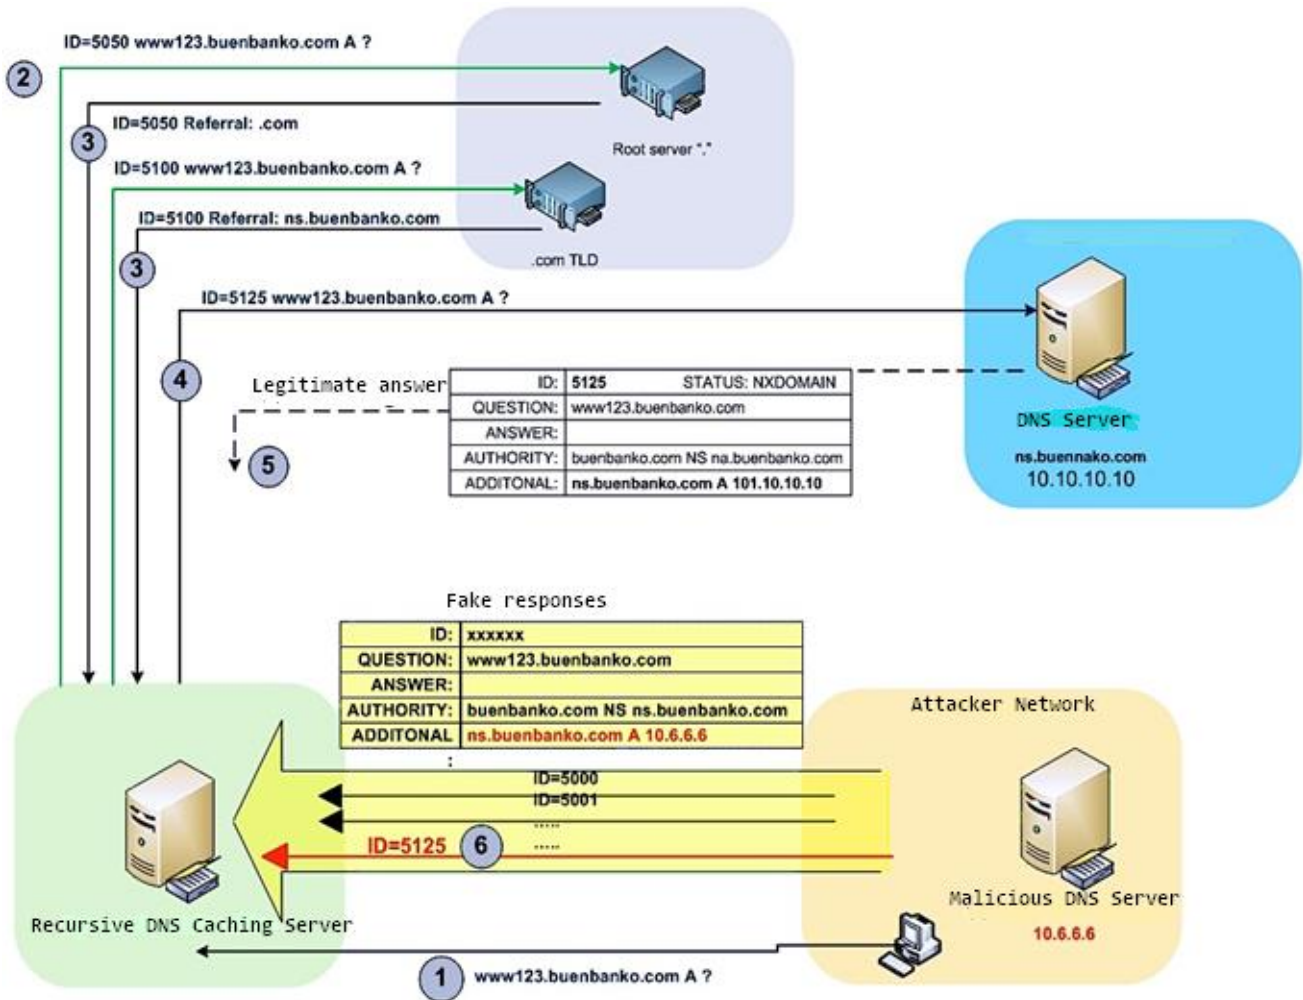 ID=5050 www123.buenbanko.com A ?
2
ID=5050 Referral: .com
3
Root server "."
ID=5100 www123.buenbanko.com A ?
ID=5100 Referral: ns.buenbanko.com
3
.com TLD
ID=5125 www123.buenbanko.com A ?
4
Legitimate answer
ID: 5125 STATUS: NXDOMAIN
QUESTION: www123.buenbanko.com
ANSWER:
AUTHORITY: buenbanko.com NS na.buenbanko.com
ADDITONAL: ns.buenbanko.com A 101.10.10.10
5
DNS Server
ns.buennako.com
10.10.10.10
Fake responses
ID: xxxxxx
QUESTION: www123.buenbanko.com
ANSWER:
AUTHORITY: buenbanko.com NS ns.buenbanko.com
ADDITONAL ns.buenbanko.com A 10.6.6.6
:
Attacker Network
ID=5000
ID=5001
.....
.....
ID=5125
6
Recursive DNS Caching Server
Malicious DNS Server
10.6.6.6
1
www123.buenbanko.com A ?